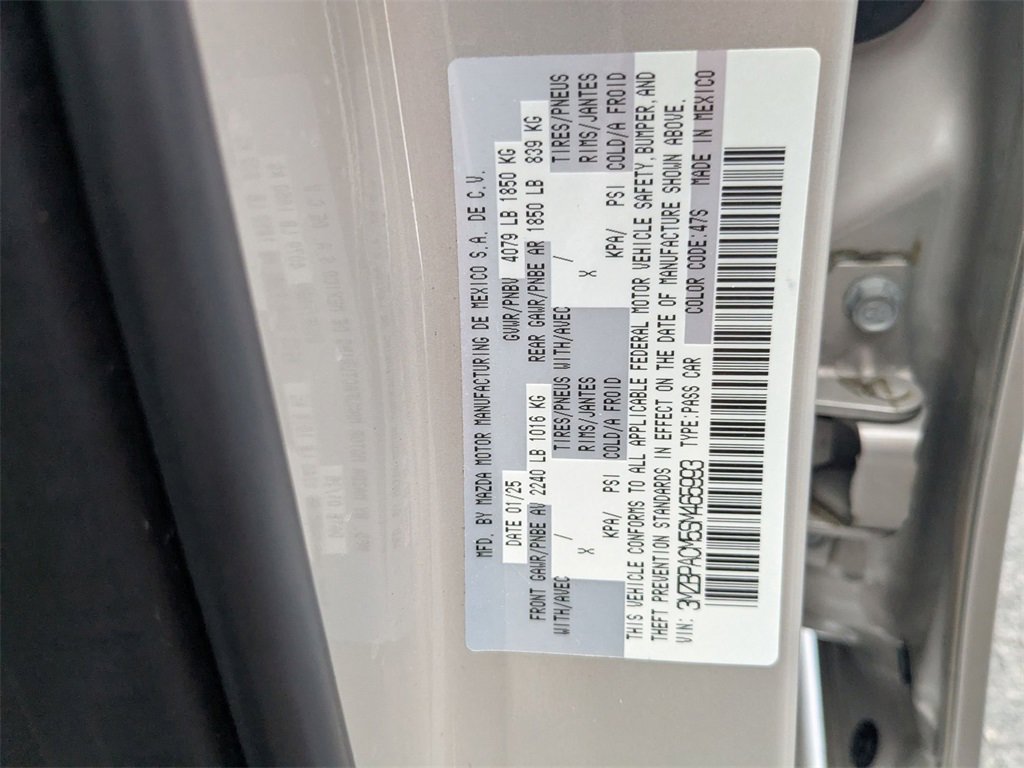 MFD. BY MAZDA MOTOR MANUFACTURING DE MEXICO S.A. DE C.V.
DATE 01/25 GVWR/PNBV 4079 LB 1850 KG
FRONT GAWR/PNBE AV 2240 LB 1016 KG REAR GAWR/PNBE AR 1850 LB 839 KG
WITH/AVEC / TIRES/PNEUS WITH/AVEC / TIRES/PNEUS
X RIMS/JANTES X RIMS/JANTES
KPA/ PSI COLD/A FROID KPA/ PSI COLD/A FROID
THIS VEHICLE CONFORMS TO ALL APPLICABLE FEDERAL MOTOR VEHICLE SAFETY, BUMPER, AND
THEFT PREVENTION STANDARDS IN EFFECT ON THE DATE OF MANUFACTURE SHOWN ABOVE.
VIN: 3MZBPACM5SM465993 TYPE:PASS CAR COLOR CODE:47S MADE IN MEXICO